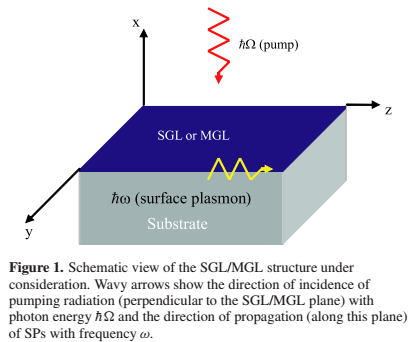 x
ℏΩ (pump)
z
SGL or MGL
ℏω (surface plasmon)
Substrate
y
Figure 1. Schematic view of the SGL/MGL structure under
consideration. Wavy arrows show the direction of incidence of
pumping radiation (perpendicular to the SGL/MGL plane) with
photon energy ℏΩ and the direction of propagation (along this plane)
of SPs with frequency ω.